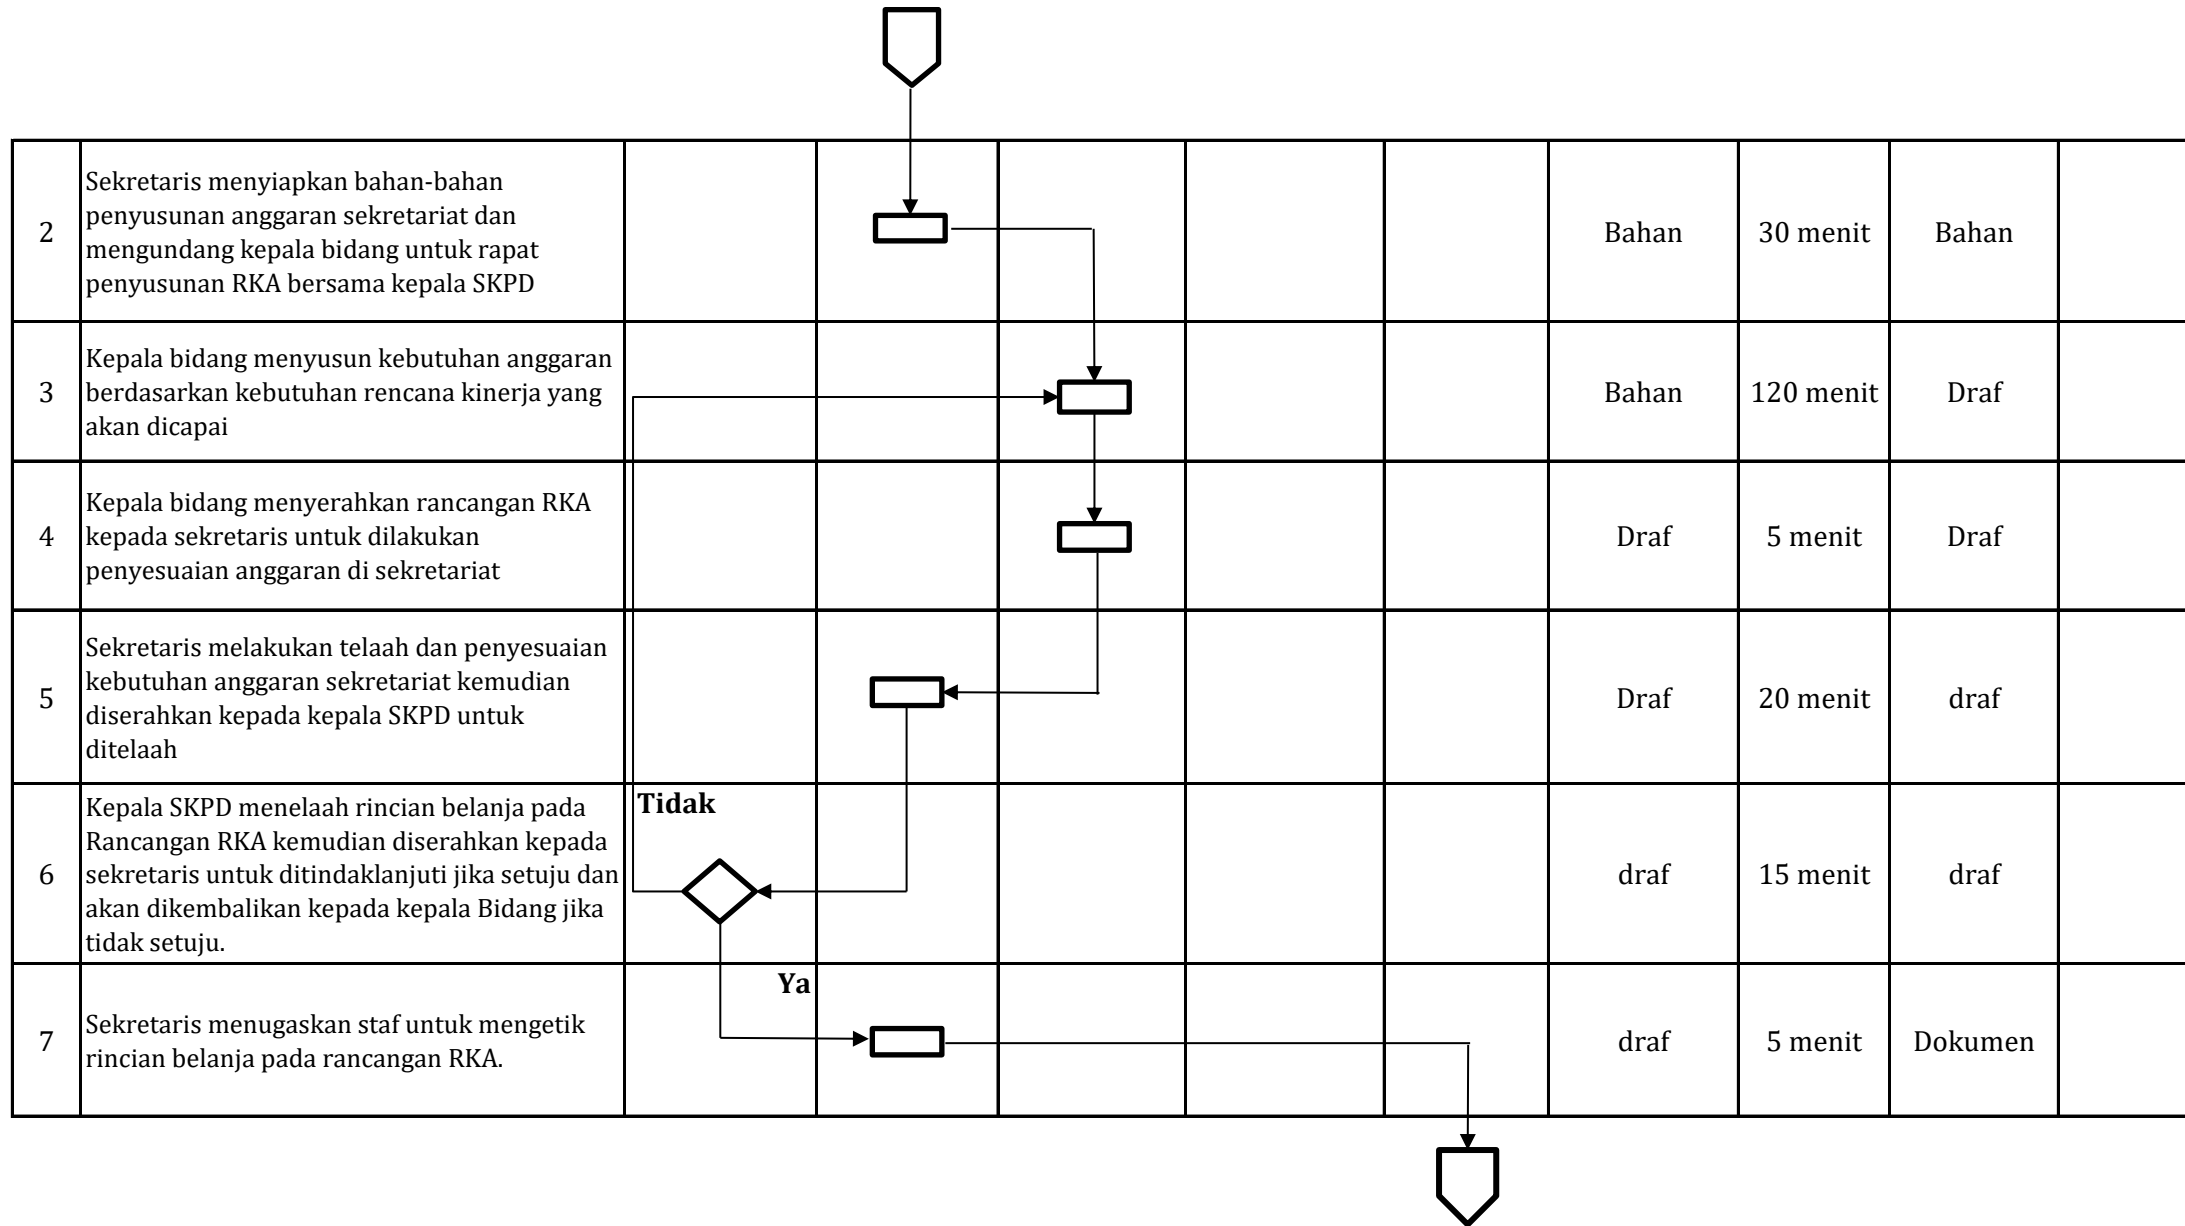 2
Sekretaris menyiapkan bahan-bahan
penyusunan anggaran sekretariat dan
mengundang kepala bidang untuk rapat
penyusunan RKA bersama kepala SKPD
Bahan
30 menit
Bahan
3
Kepala bidang menyusun kebutuhan anggaran
berdasarkan kebutuhan rencana kinerja yang
akan dicapai
Bahan
120 menit
Draf
4
Kepala bidang menyerahkan rancangan RKA
kepada sekretaris untuk dilakukan
penyesuaian anggaran di sekretariat
Draf
5 menit
Draf
5
Sekretaris melakukan telaah dan penyesuaian
kebutuhan anggaran sekretariat kemudian
diserahkan kepada kepala SKPD untuk
ditelaah
Draf
20 menit
draf
6
Kepala SKPD menelaah rincian belanja pada
Rancangan RKA kemudian diserahkan kepada
sekretaris untuk ditindaklanjuti jika setuju dan
akan dikembalikan kepada kepala Bidang jika
tidak setuju.
Tidak
draf
15 menit
draf
7
Sekretaris menugaskan staf untuk mengetik
rincian belanja pada rancangan RKA.
Ya
draf
5 menit
Dokumen